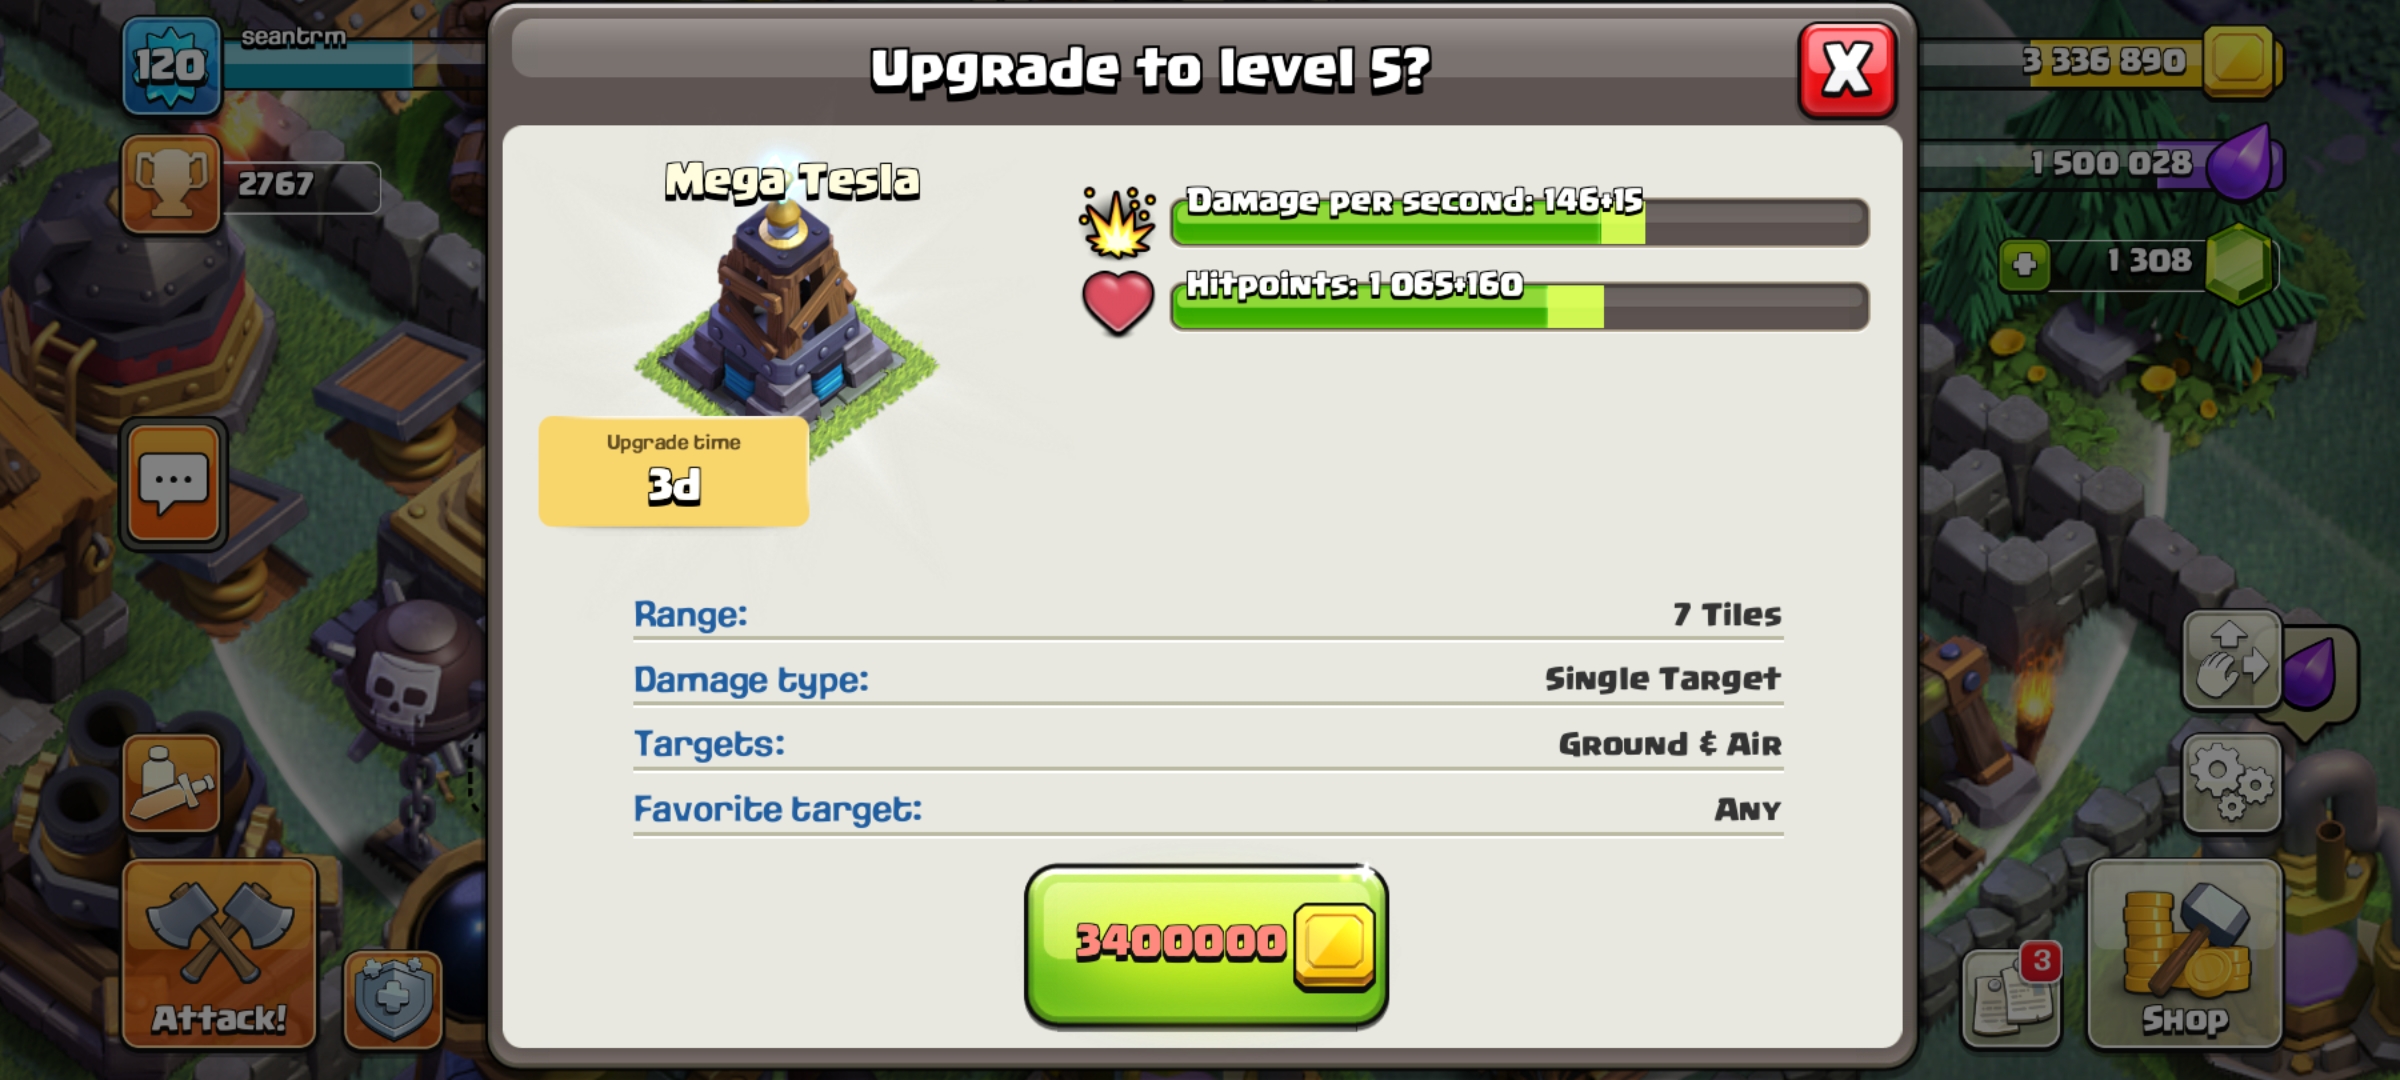 120
seantrm
2767
Upgrade to level 5?
X
3 336 890
1 500 028
1 308
Mega Tesla
Damage per second: 146+15
Hitpoints: 1 065+160
Upgrade time
3d
Range: 7 Tiles
Damage type: Single Target
Targets: Ground & Air
Favorite target: Any
3400000
Attack!
3
Shop